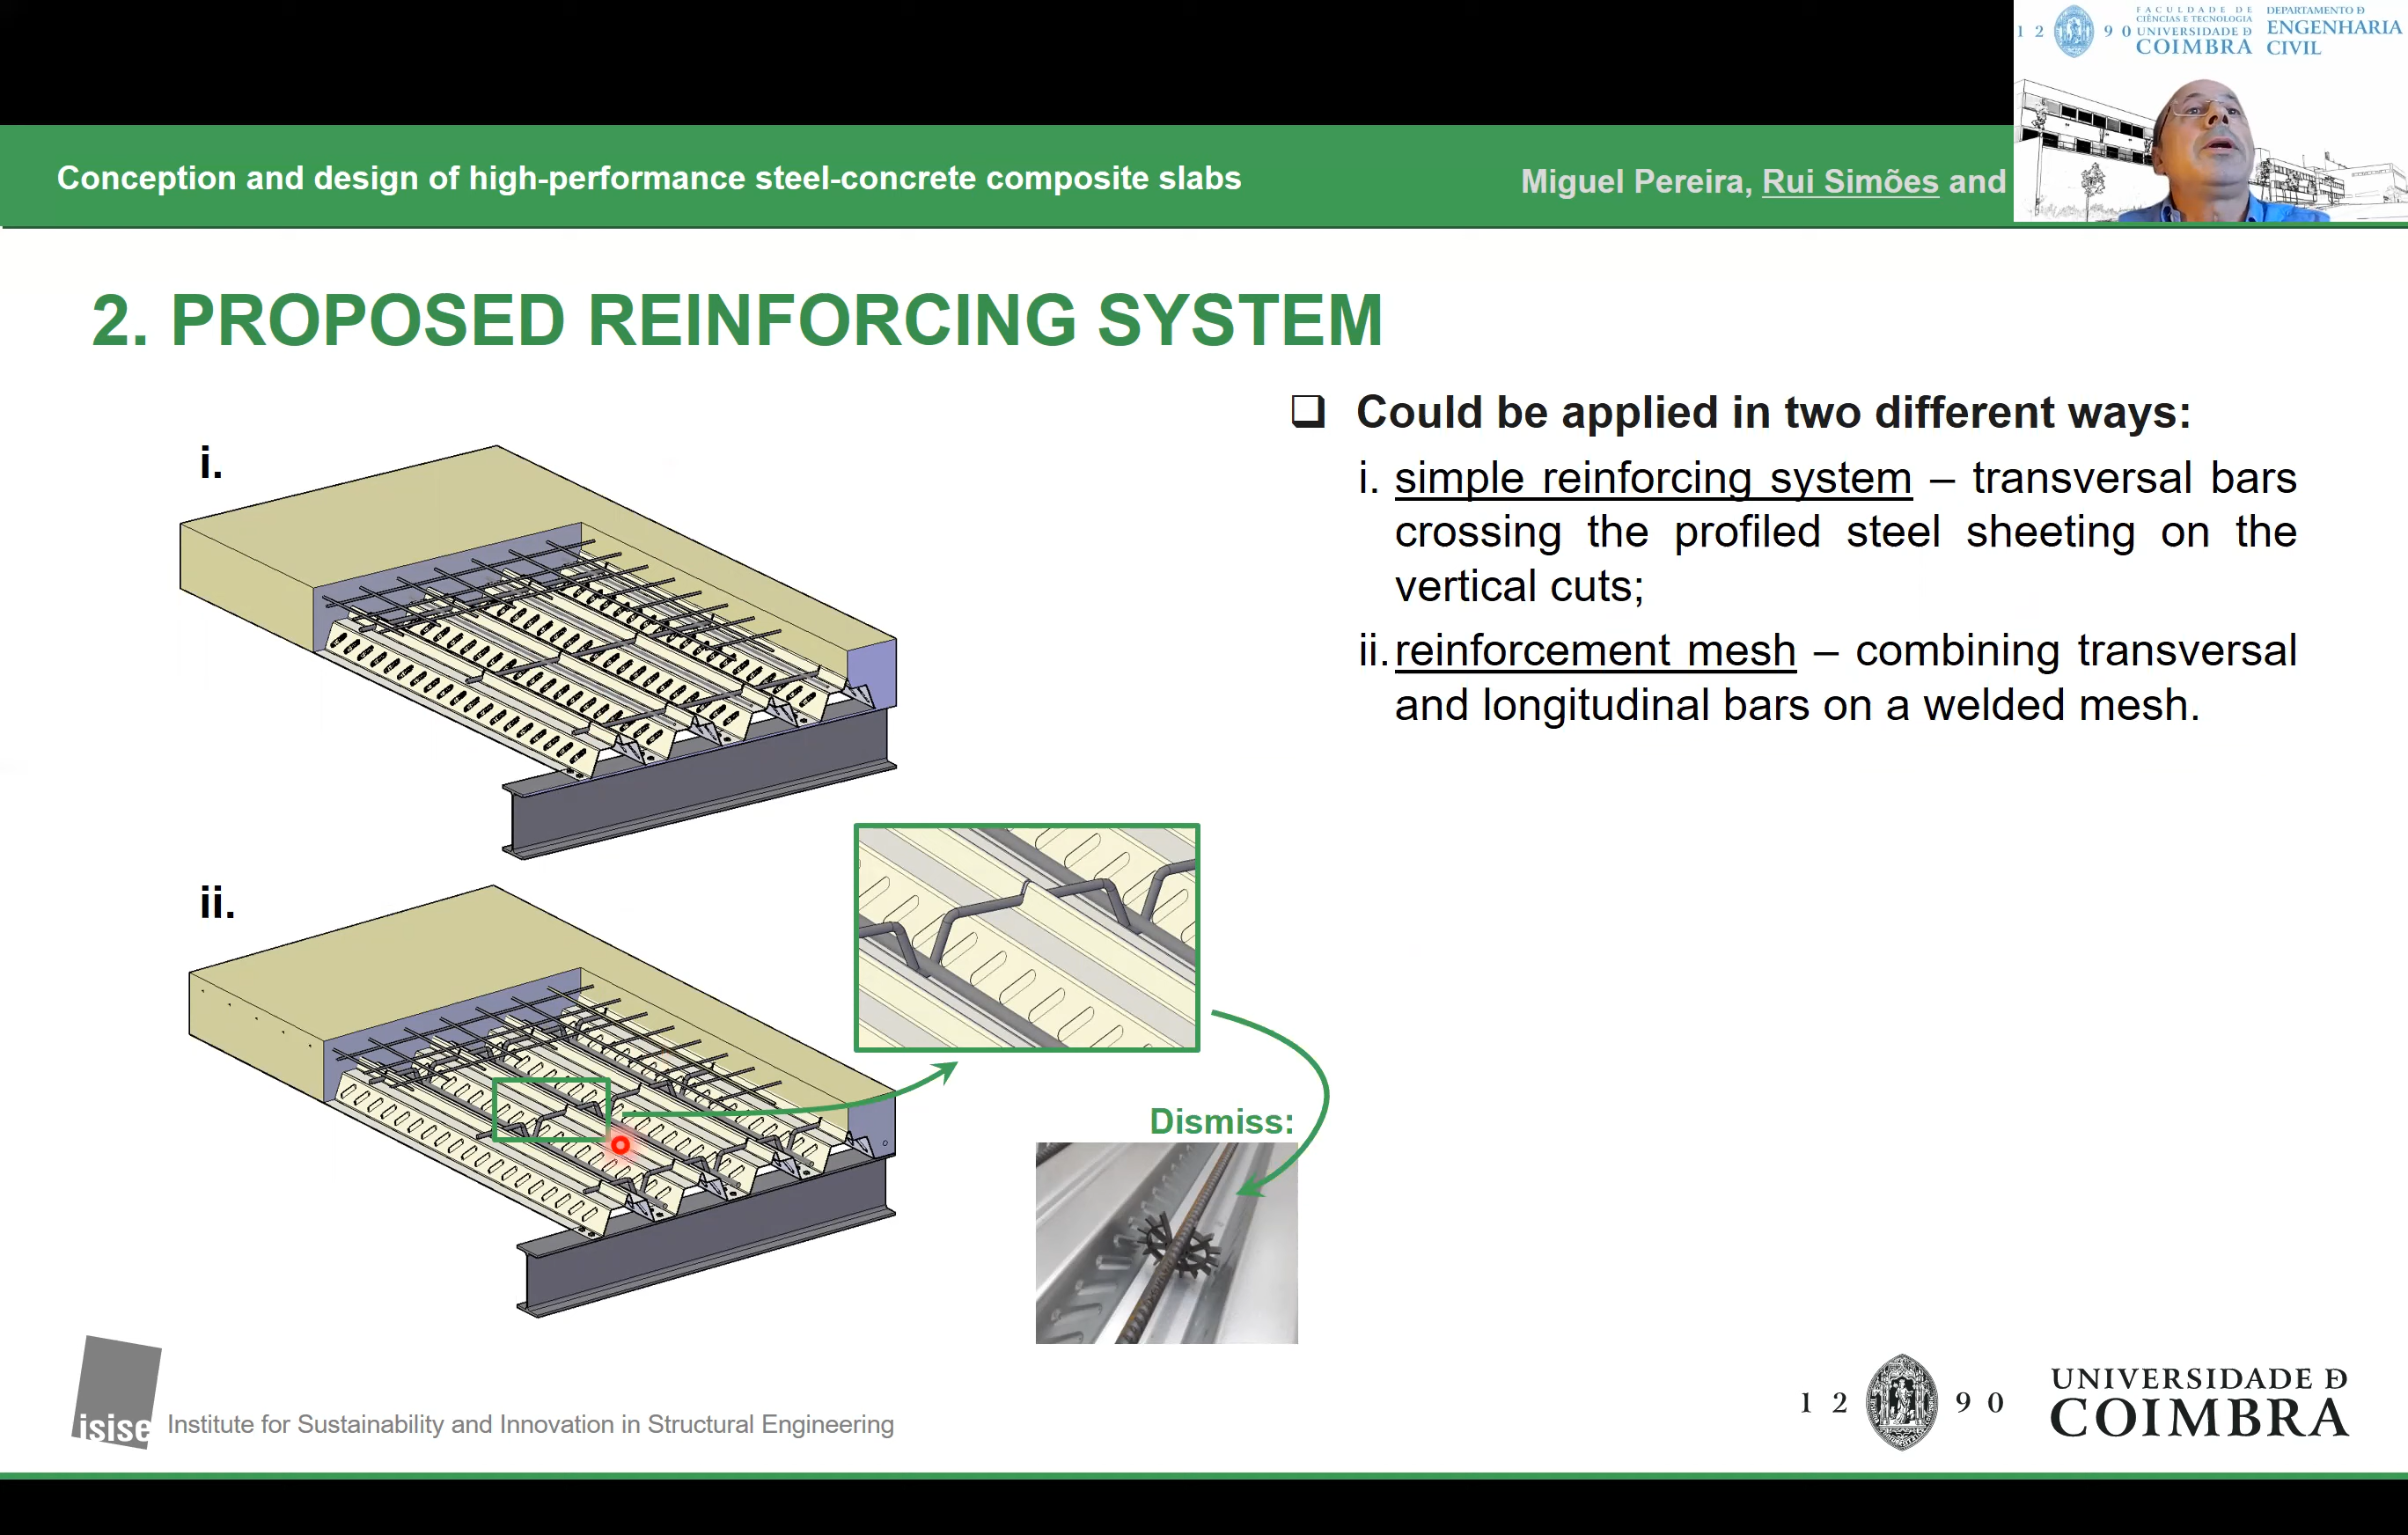 FACULDADE DE
CIÊNCIAS E TECNOLOGIA
UNIVERSIDADE Ð
COIMBRA
DEPARTAMENTO Ð
ENGENHARIA
CIVIL
1 2 9 0
Conception and design of high-performance steel-concrete composite slabs
Miguel Pereira, Rui Simões and
2. PROPOSED REINFORCING SYSTEM
❑ Could be applied in two different ways:
i. simple reinforcing system – transversal bars
crossing the profiled steel sheeting on the
vertical cuts;
ii. reinforcement mesh – combining transversal
and longitudinal bars on a welded mesh.
i.
ii.
Dismiss:
isise
Institute for Sustainability and Innovation in Structural Engineering
1 2 9 0
UNIVERSIDADE Ð
COIMBRA